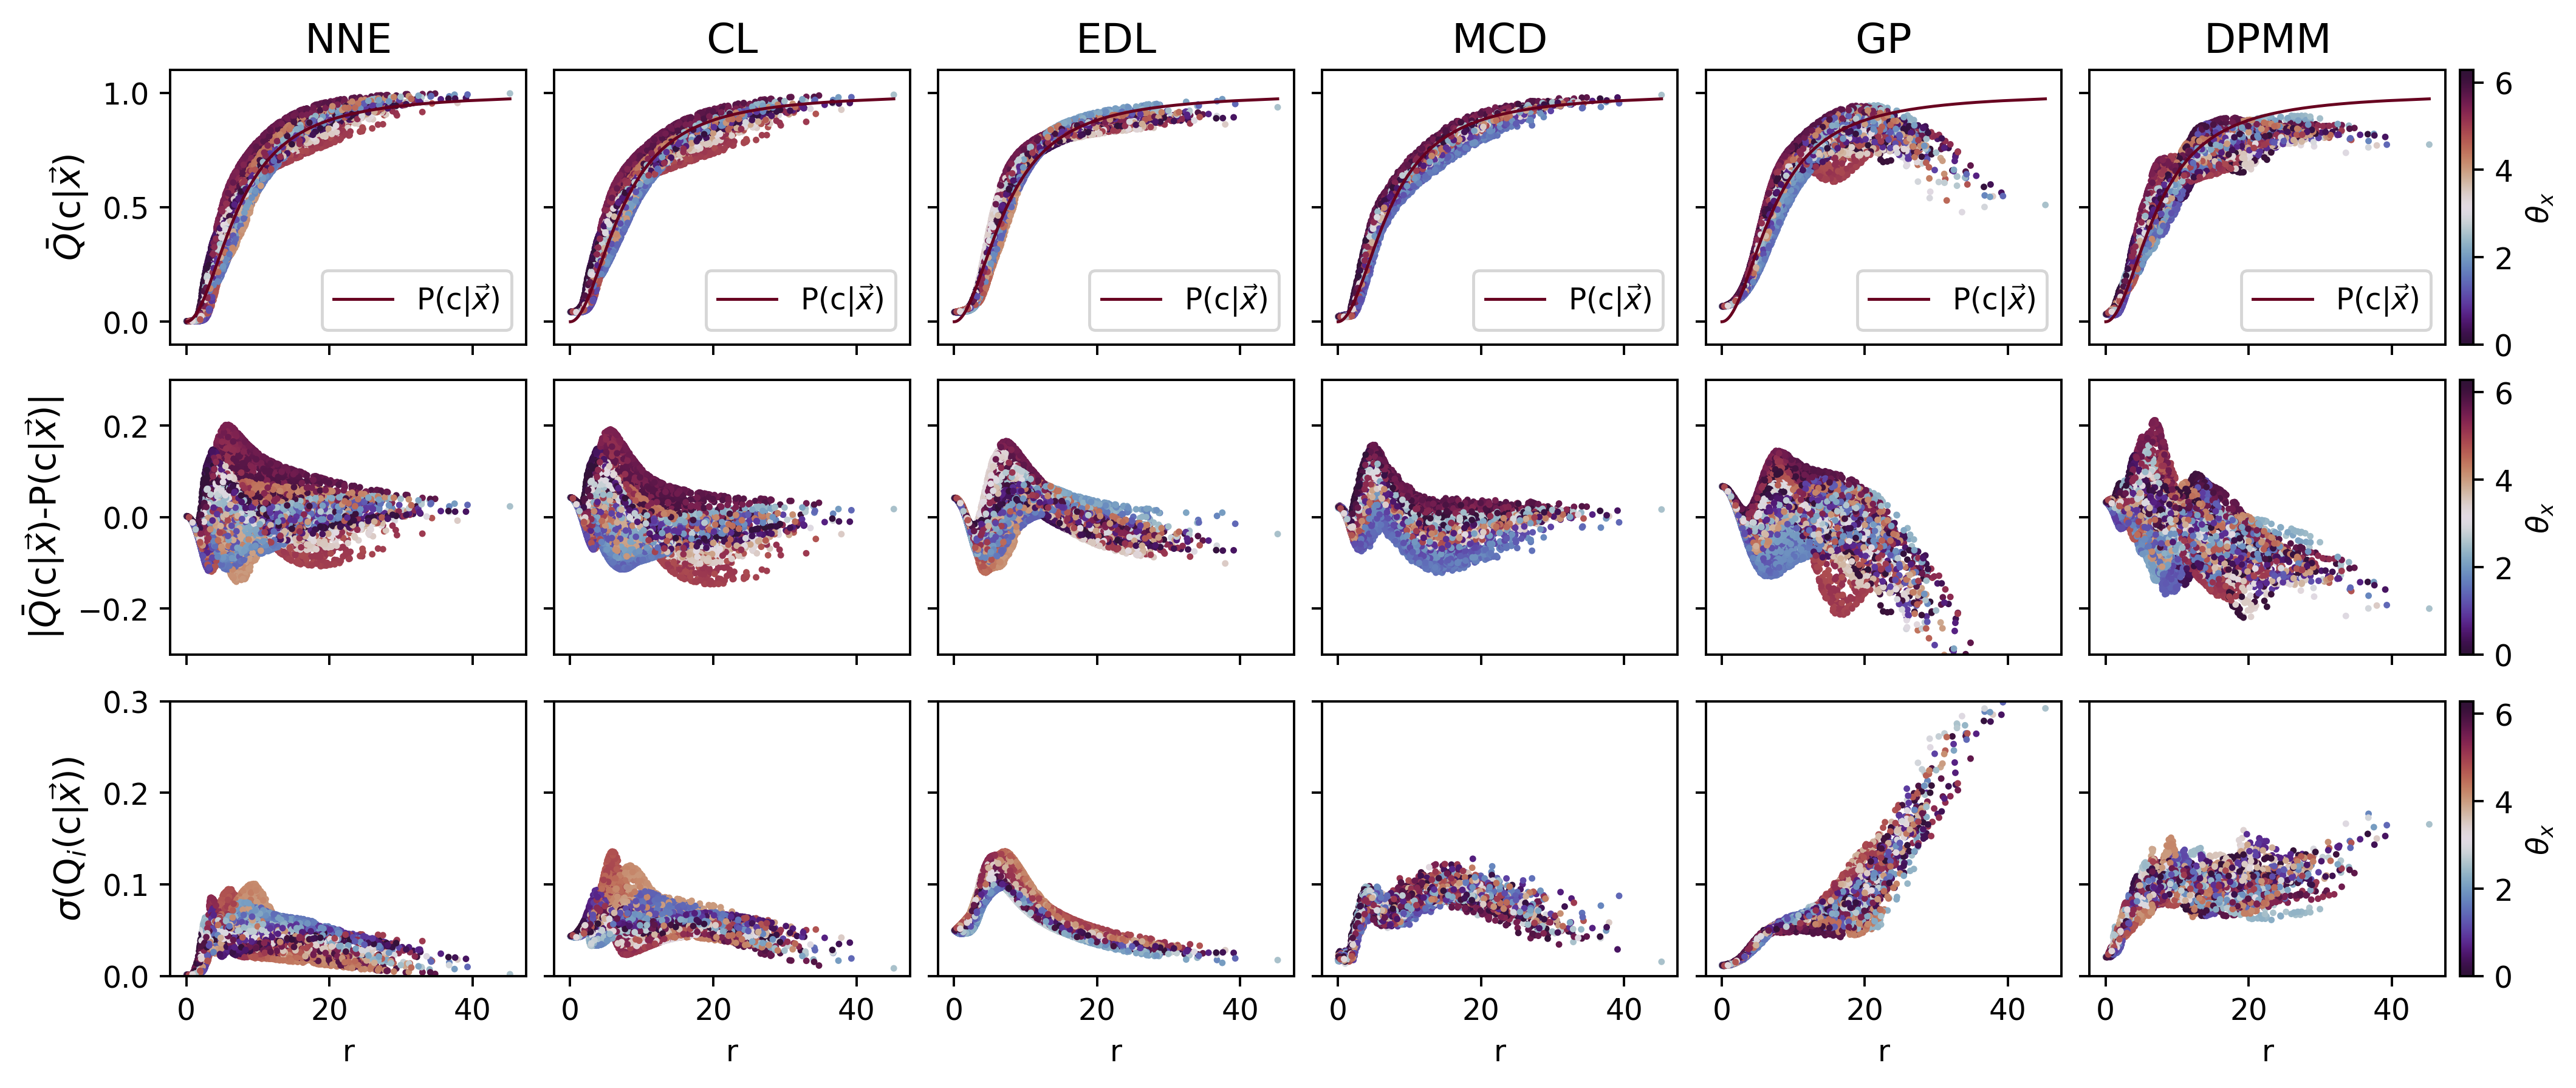 NNE CL EDL MCD GP DPMM
1.0 6
Q̄(c|x⃗) 0.5 4 θₓ
2
P(c|x⃗) P(c|x⃗) P(c|x⃗) P(c|x⃗) P(c|x⃗) P(c|x⃗)
0.0 0
|Q̄(c|x⃗)-P(c|x⃗)| 0.2 6
0.0 4 θₓ
−0.2 2
0
σ(Qᵢ(c|x⃗)) 0.3 6
0.2 4 θₓ
0.1 2
0.0 0
0 20 40 0 20 40 0 20 40 0 20 40 0 20 40 0 20 40
r r r r r r